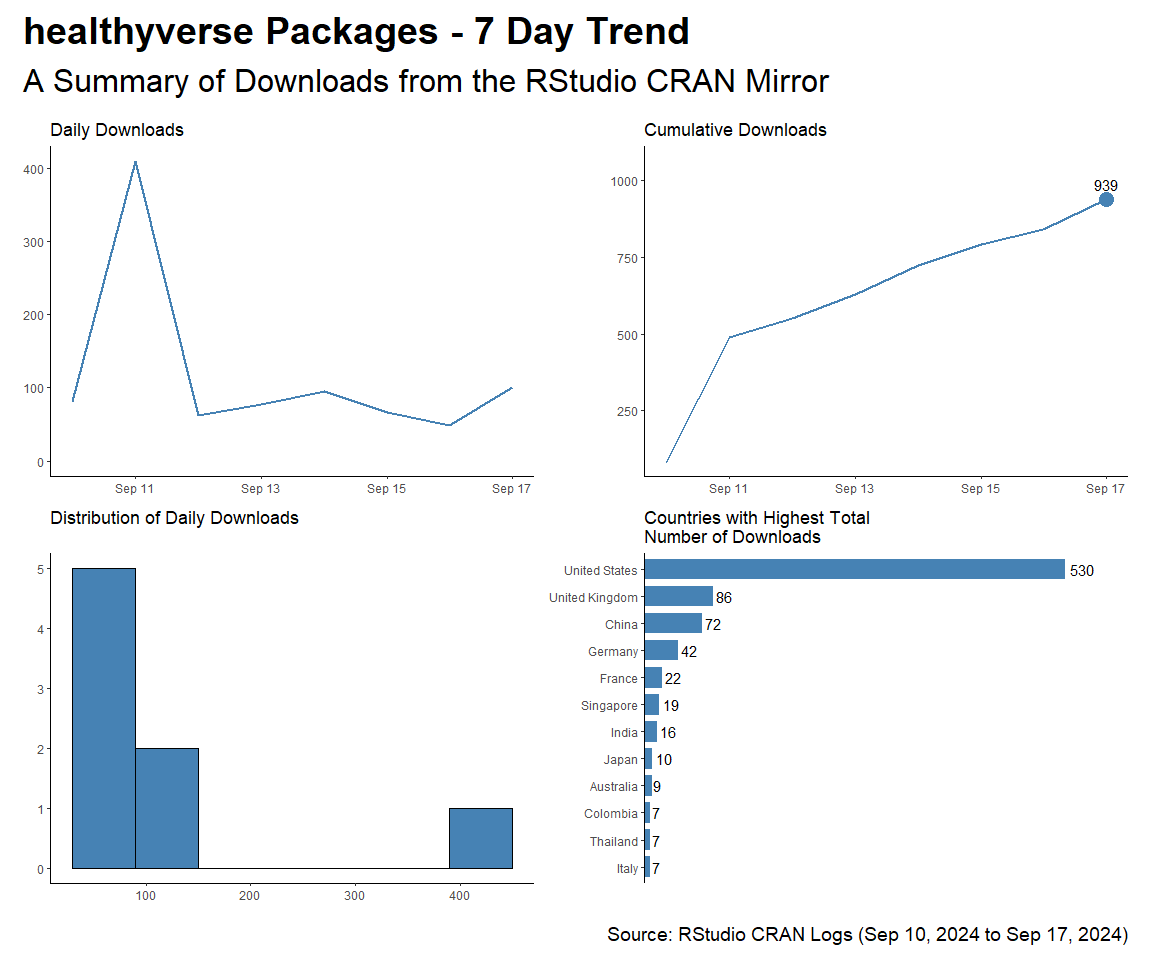 healthyverse Packages - 7 Day Trend
A Summary of Downloads from the RStudio CRAN Mirror
Daily Downloads
400
300
200
100
0
Sep 11 Sep 13 Sep 15 Sep 17
Cumulative Downloads
1000
750
500
250
939
Sep 11 Sep 13 Sep 15 Sep 17
Distribution of Daily Downloads
5
4
3
2
1
0
100 200 300 400
Countries with Highest Total
Number of Downloads
United States 530
United Kingdom 86
China 72
Germany 42
France 22
Singapore 19
India 16
Japan 10
Australia 9
Colombia 7
Thailand 7
Italy 7
Source: RStudio CRAN Logs (Sep 10, 2024 to Sep 17, 2024)